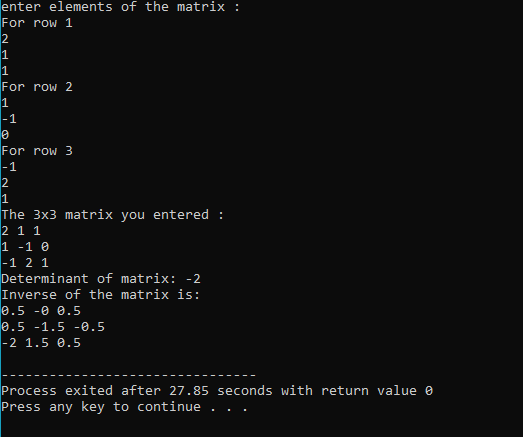 enter elements of the matrix :
For row 1
2
1
1
For row 2
1
-1
0
For row 3
-1
2
1
The 3x3 matrix you entered :
2 1 1
1 -1 0
-1 2 1
Determinant of matrix: -2
Inverse of the matrix is:
0.5 -0 0.5
0.5 -1.5 -0.5
-2 1.5 0.5
--------------------------------
Process exited after 27.85 seconds with return value 0
Press any key to continue . . .